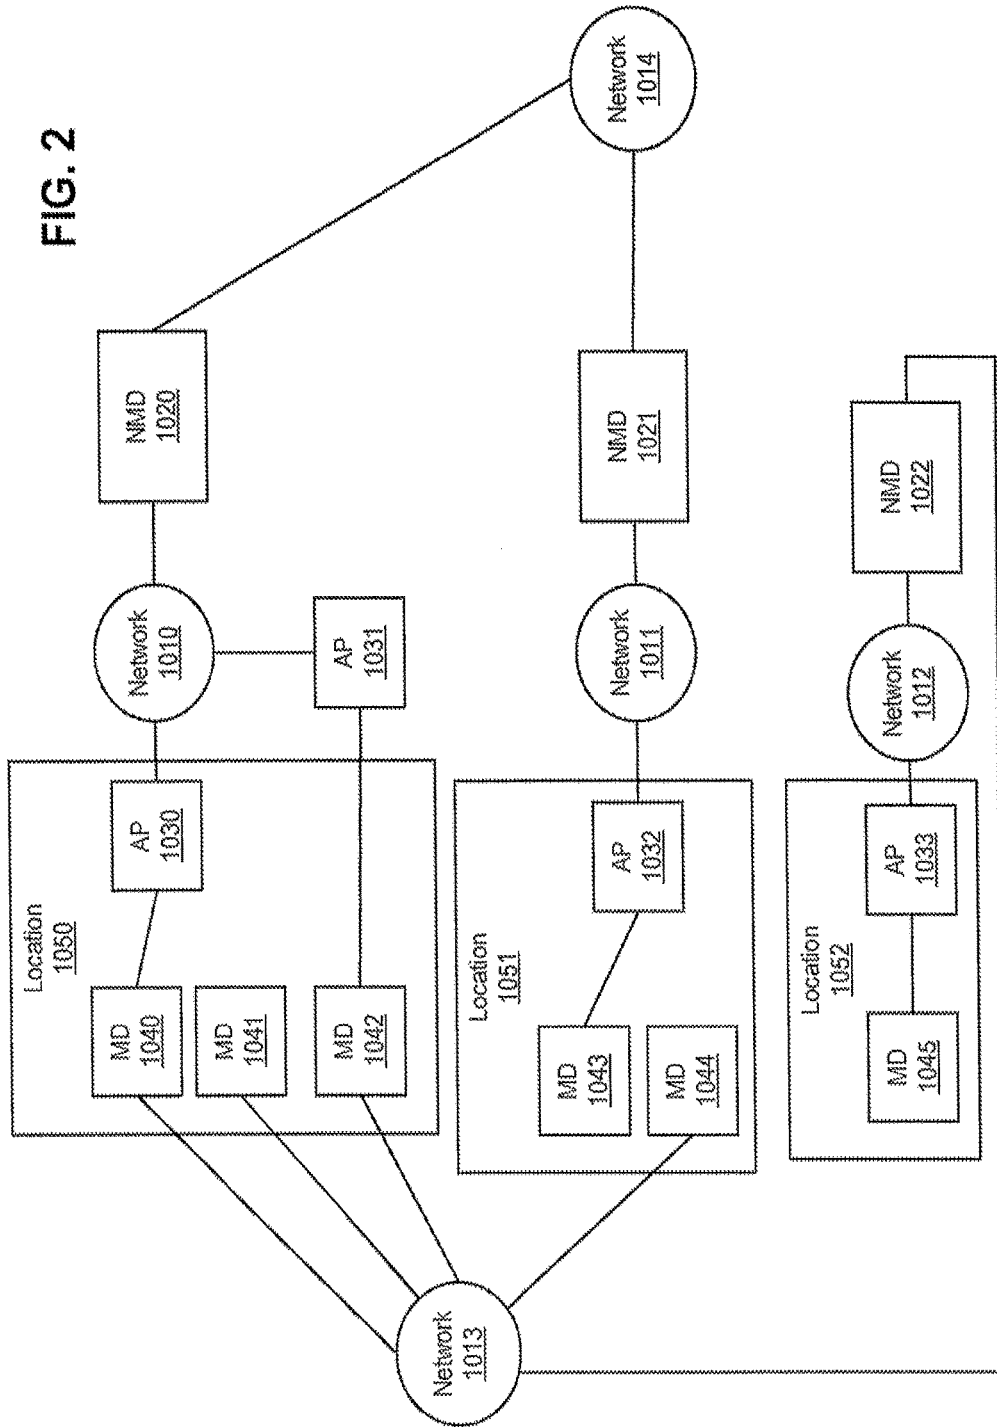 FIG. 2
Location
1050
MD
1040
MD
1041
MD
1042
AP
1030
AP
1031
Network
1010
NMD
1020
Location
1051
MD
1043
MD
1044
AP
1032
Network
1011
NMD
1021
Location
1052
MD
1045
AP
1033
Network
1012
NMD
1022
Network
1013
Network
1014